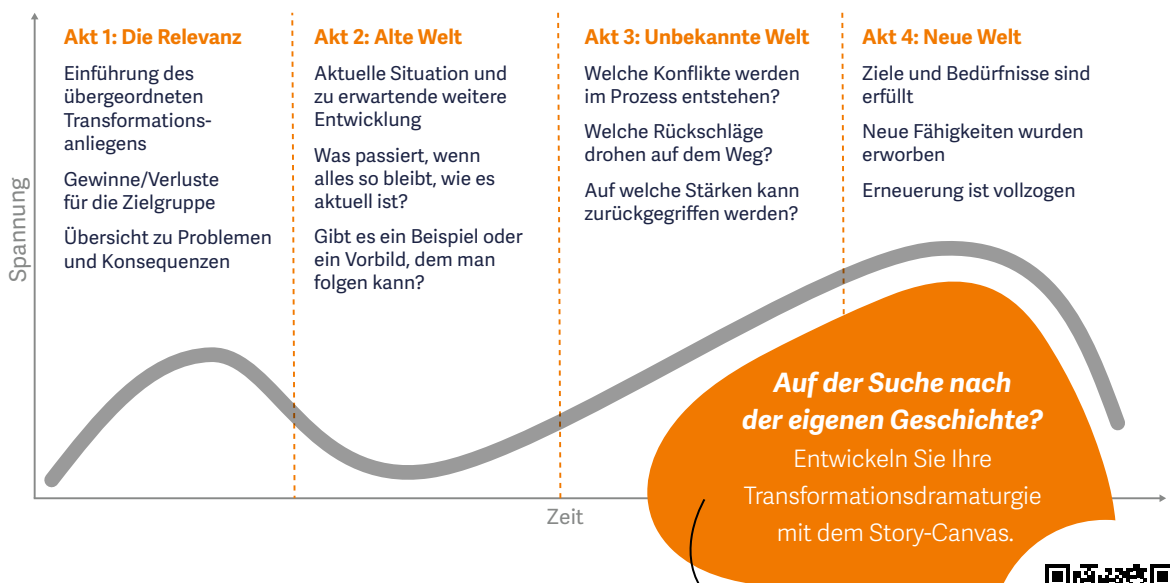 Akt 1: Die Relevanz
Einführung des
übergeordneten
Transformations-
anliegens
Gewinne/Verluste
für die Zielgruppe
Übersicht zu Problemen
und Konsequenzen
Akt 2: Alte Welt
Aktuelle Situation und
zu erwartende weitere
Entwicklung
Was passiert, wenn
alles so bleibt, wie es
aktuell ist?
Gibt es ein Beispiel oder
ein Vorbild, dem man
folgen kann?
Akt 3: Unbekannte Welt
Welche Konflikte werden
im Prozess entstehen?
Welche Rückschläge
drohen auf dem Weg?
Auf welche Stärken kann
zurückgegriffen werden?
Akt 4: Neue Welt
Ziele und Bedürfnisse sind
erfüllt
Neue Fähigkeiten wurden
erworben
Erneuerung ist vollzogen
Spannung
Zeit
Auf der Suche nach
der eigenen Geschichte?
Entwickeln Sie Ihre
Transformationsdramaturgie
mit dem Story-Canvas.